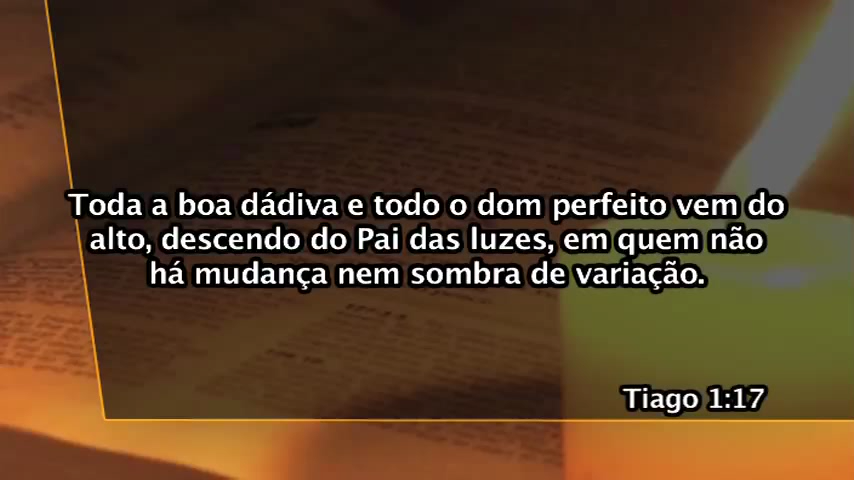 Toda a boa dádiva e todo o dom perfeito vem do
alto, descendo do Pai das luzes, em quem não
há mudança nem sombra de variação.
Tiago 1:17